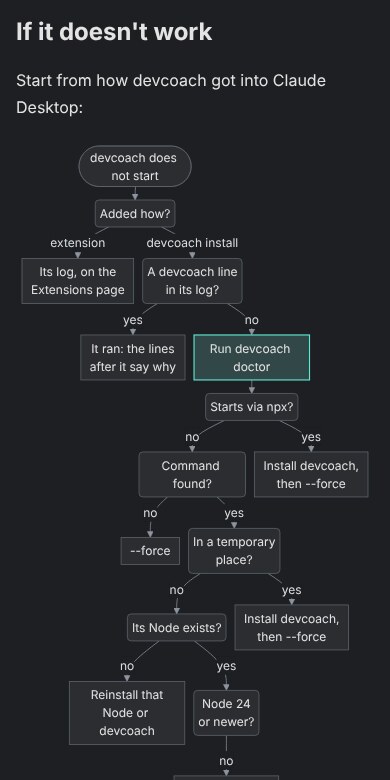 If it doesn't work
Start from how devcoach got into Claude
Desktop:
devcoach does
not start
Added how?
extension
devcoach install
Its log, on the
Extensions page
A devcoach line
in its log?
yes
no
It ran: the lines
after it say why
Run devcoach
doctor
Starts via npx?
no
yes
Command
found?
Install devcoach,
then --force
no
yes
--force
In a temporary
place?
no
yes
Its Node exists?
Install devcoach,
then --force
no
yes
Reinstall that
Node or
devcoach
Node 24
or newer?
no